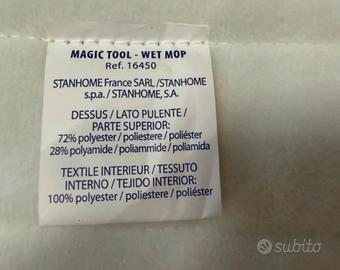 MAGIC TOOL - WET MOP
Ref. 16450
STANHOME France SARL /STANHOME
s.p.a./ STANHOME, S.A.
DESSUS / LATO PULENTE /
PARTE SUPERIOR:
72% polyester / poliestere / poliéster
28% polyamide / poliammide / poliamida
TEXTILE INTERIEUR / TESSUTO
INTERNO / TEJIDO INTERIOR:
100% polyester / poliestere / poliéster
subito